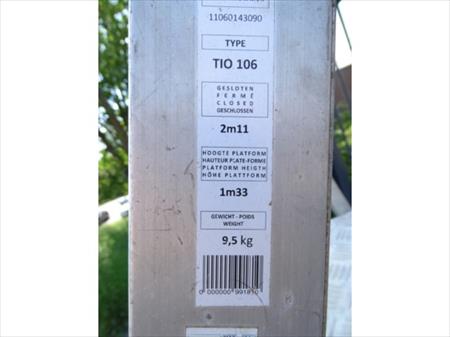 11060143090
TYPE
TIO 106
GESLOTEN
FERMÉ
CLOSED
GESCHLOSSEN
2m11
HOOGTE PLATFORM
HAUTEUR PLATE-FORME
PLATFORM HEIGTH
HÖHE PLATTFORM
1m33
GEWICHT - POIDS
WEIGHT
9,5 kg